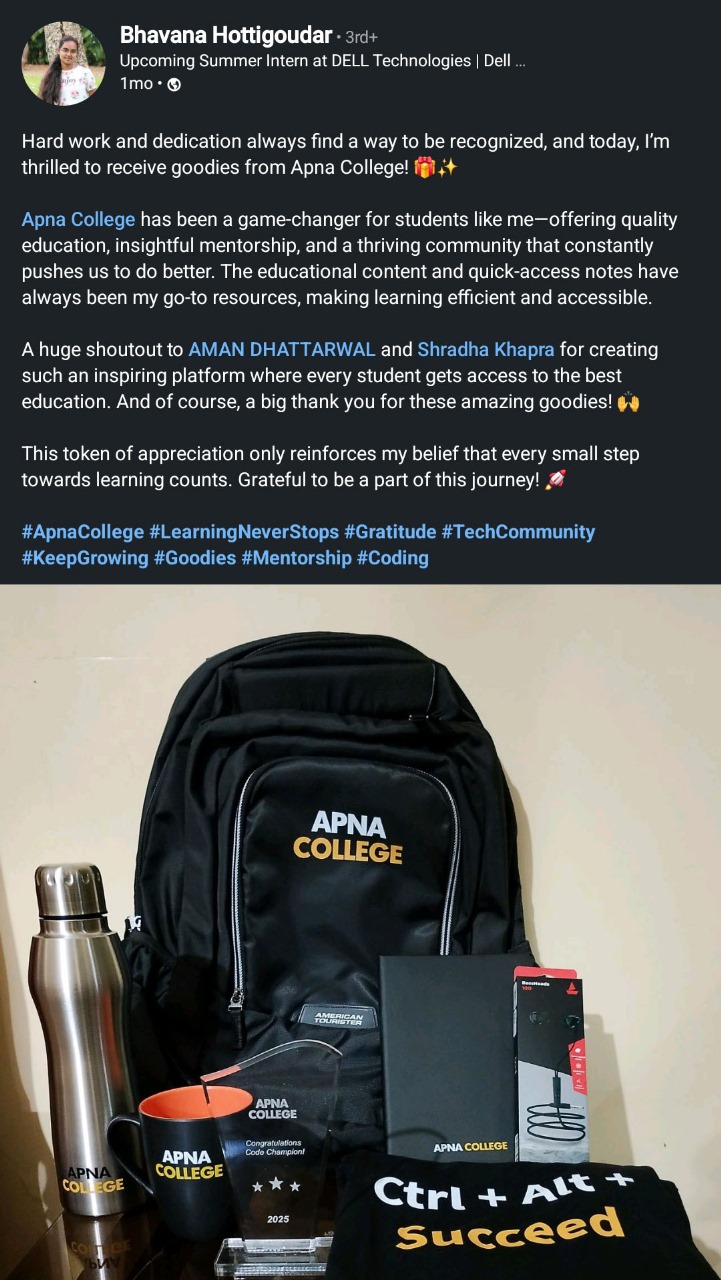 Bhavana Hottigoudar • 3rd+
Upcoming Summer Intern at DELL Technologies | Dell ...
1mo •
Hard work and dedication always find a way to be recognized, and today, I'm
thrilled to receive goodies from Apna College! 🎁✨
Apna College has been a game-changer for students like me—offering quality
education, insightful mentorship, and a thriving community that constantly
pushes us to do better. The educational content and quick-access notes have
always been my go-to resources, making learning efficient and accessible.
A huge shoutout to AMAN DHATTARWAL and Shradha Khapra for creating
such an inspiring platform where every student gets access to the best
education. And of course, a big thank you for these amazing goodies! 🙌
This token of appreciation only reinforces my belief that every small step
towards learning counts. Grateful to be a part of this journey! 🚀
#ApnaCollege #LearningNeverStops #Gratitude #TechCommunity
#KeepGrowing #Goodies #Mentorship #Coding
APNA
COLLEGE
AMERICAN
TOURISTER
BassHeads
100
APNA
COLLEGE
Congratulations
Code Champion!
2025
APNA
COLLEGE
APNA
COLLEGE
APNA COLLEGE
Ctrl + Alt +
Succeed